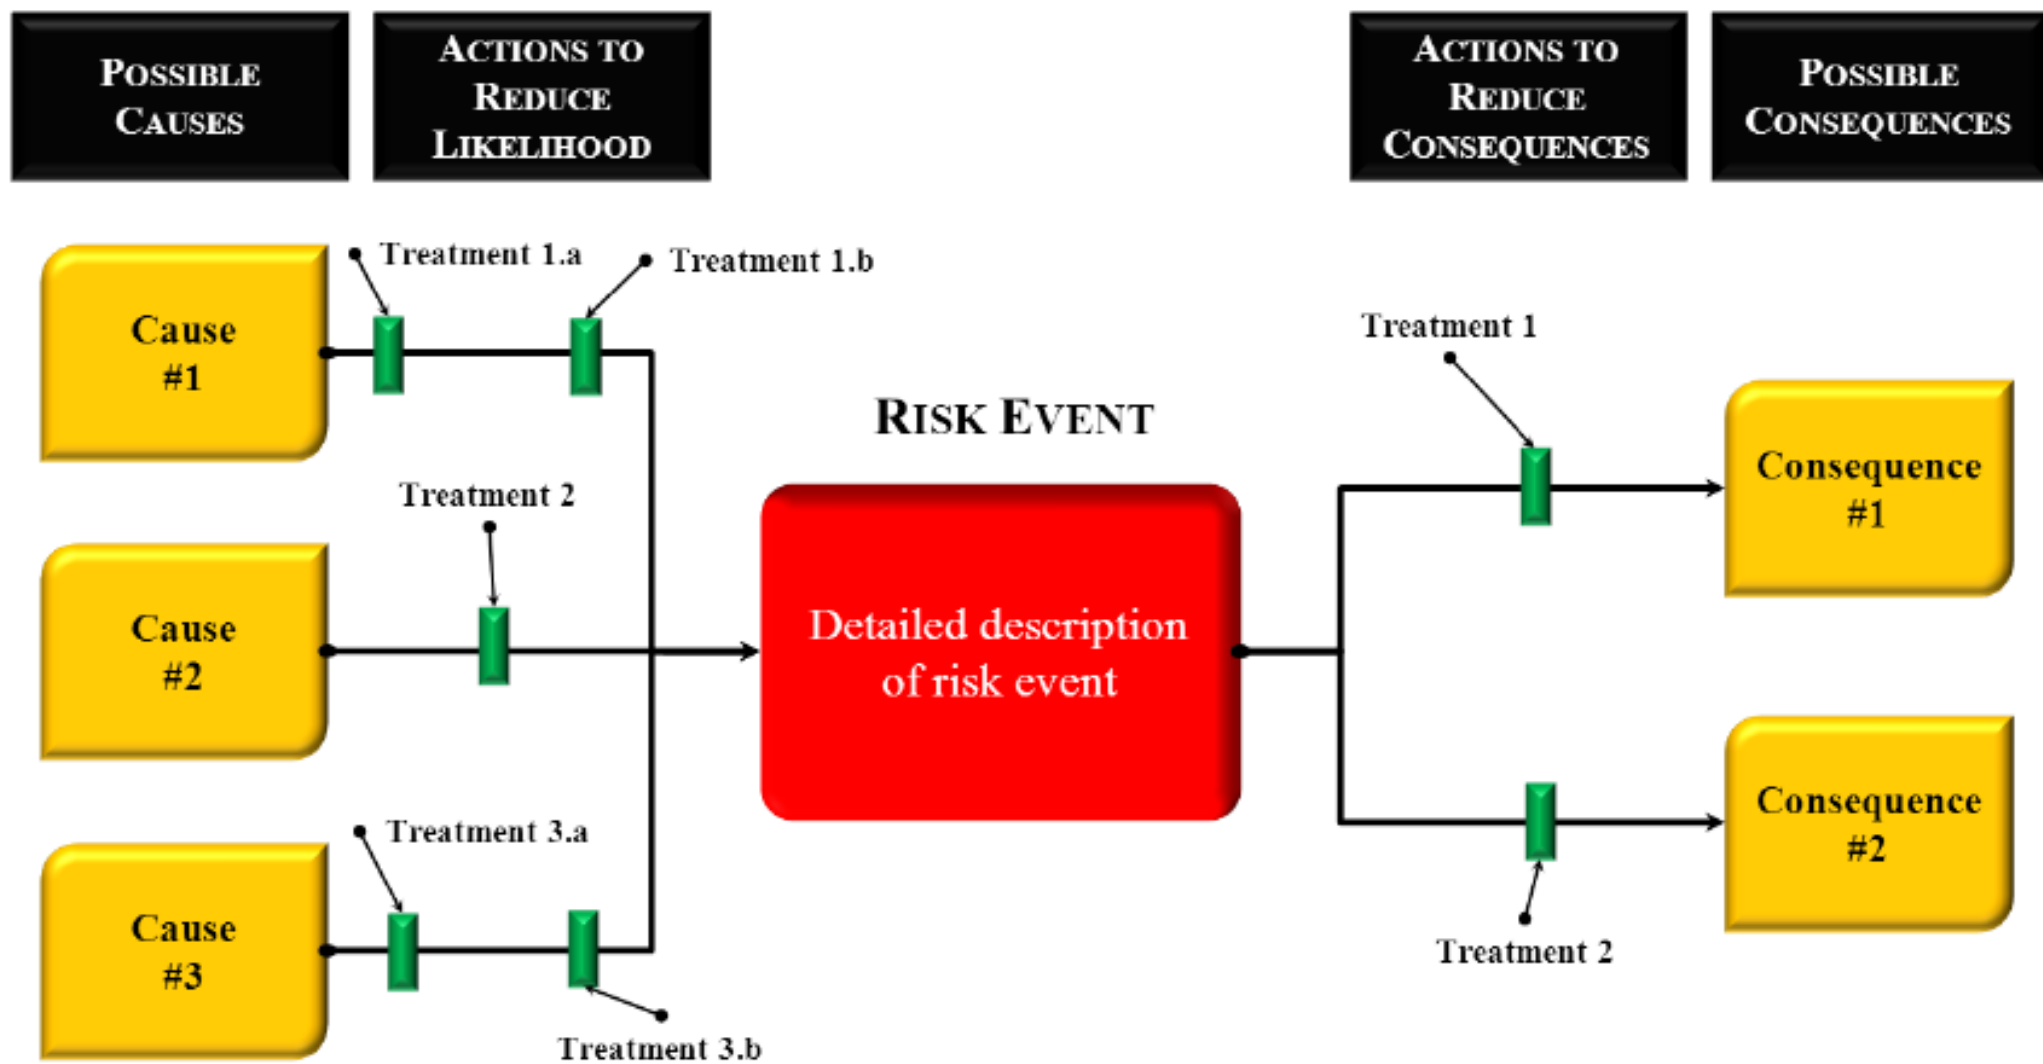 POSSIBLE
CAUSES
ACTIONS TO
REDUCE
LIKELIHOOD
ACTIONS TO
REDUCE
CONSEQUENCES
POSSIBLE
CONSEQUENCES
Treatment 1.a
Treatment 1.b
Cause
#1
Treatment 1
RISK EVENT
Treatment 2
Consequence
#1
Cause
#2
Detailed description
of risk event
Treatment 3.a
Consequence
#2
Cause
#3
Treatment 2
Treatment 3.b